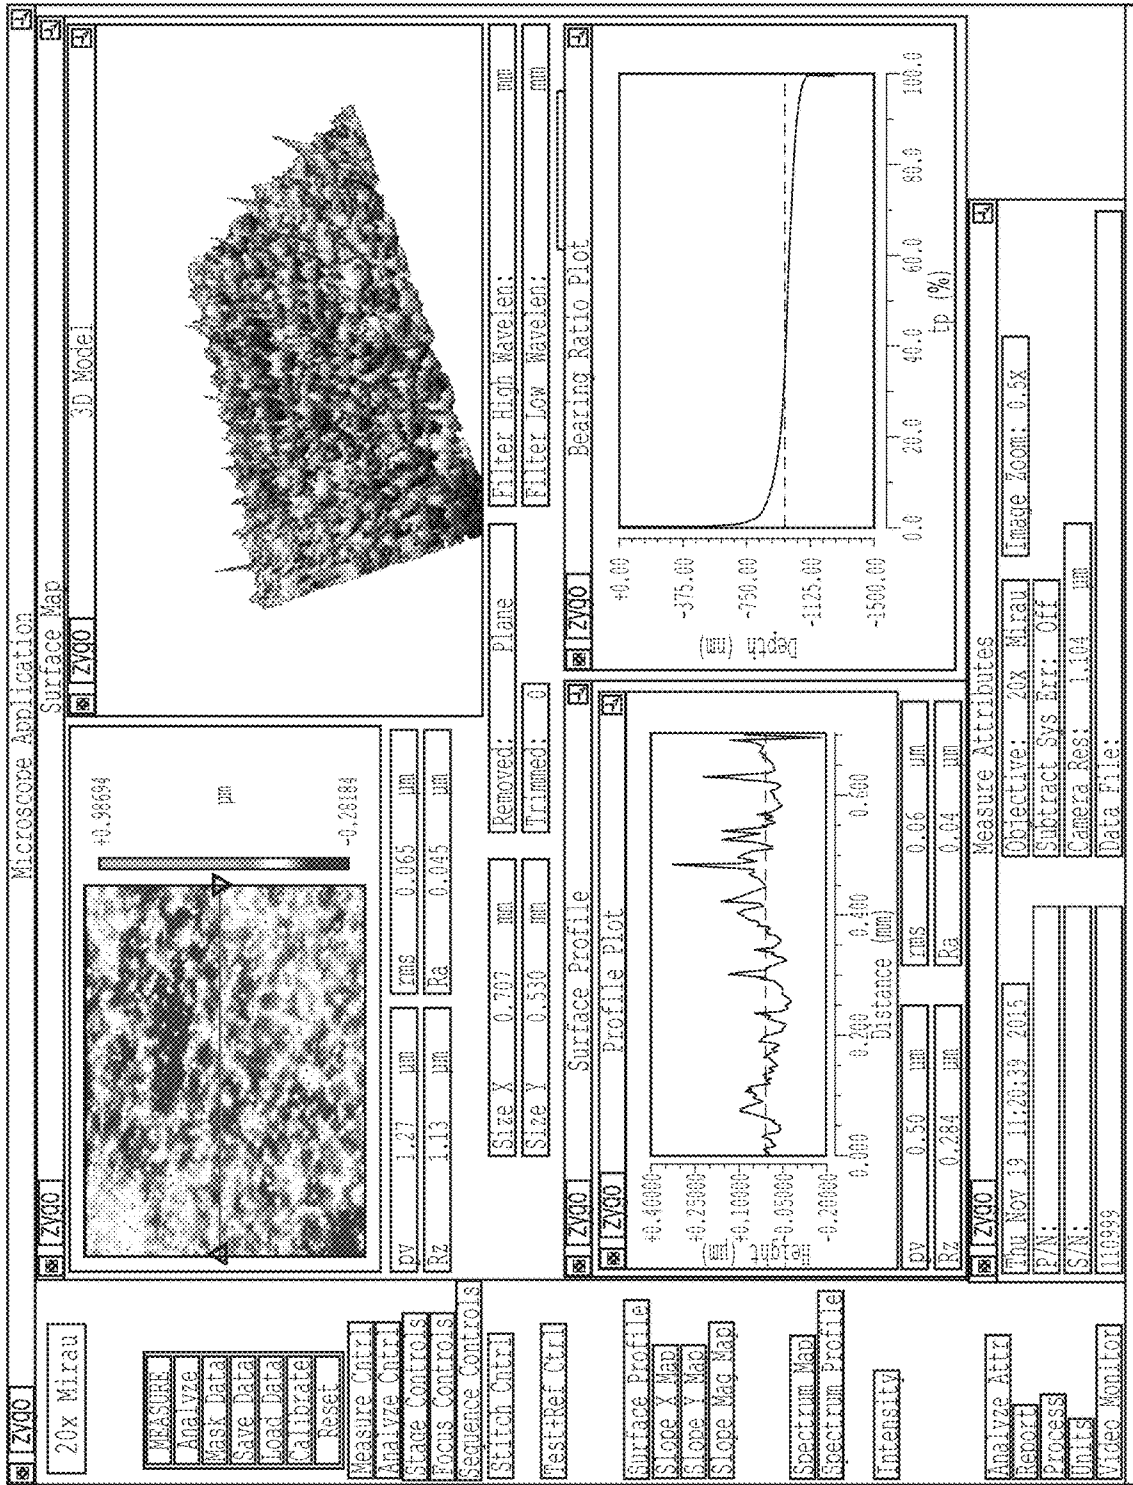 zygo Microscope Application
20x Mirau
MEASURE
Analyze
Mask Data
Save Data
Load Data
Calibrate
Reset
Measure Cntrl
Analyze Cntrl
Stage Controls
Focus Controls
Sequence Controls
Stitch Cntrl
TestRef Ctrl
Surface Profile
Slope X Map
Slope Y Map
Slope Mag Map
Spectrum Map
Spectrum Profile
Intensity
Analyze Attr
Report
Process
Units
Video Monitor
zygo Surface Map
+0.98694
µm
-0.28184
pv 1.27 µm
rms 0.065 µm
Rz 1.13 µm
Ra 0.045 µm
Size X 0.707 mm
Size Y 0.530 mm
zygo 3D Model
Removed: Plane
Trimmed: 0
Filter High Wavelen: mm
Filter Low Wavelen: mm
zygo Surface Profile
zygo Profile Plot
+0.40000
+0.25000
+0.10000
-0.05000
-0.20000
Height (µm)
0.000 0.200 0.400 0.600
Distance (mm)
pv 0.50 µm
rms 0.06 µm
Rz 0.284 µm
Ra 0.04 µm
zygo Bearing Ratio Plot
+0.00
-375.00
-750.00
-1125.00
-1500.00
Depth (nm)
0.0 20.0 40.0 60.0 80.0 100.0
tp (%)
zygo Measure Attributes
Thu Nov 19 11:20:39 2015
P/N:
S/N:
118999
Objective: 20x Mirau
Image Zoom: 0.5X
Subtract Sys Err: Off
Camera Res: 1.104 µm
Data File: